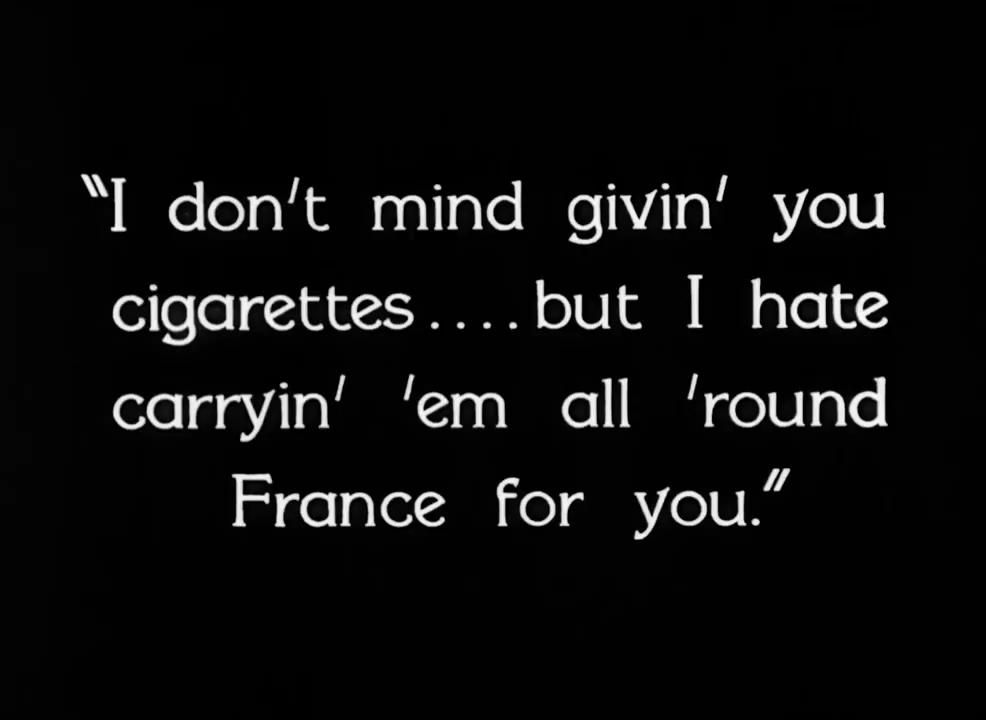 "I don't mind givin' you
cigarettes....but I hate
carryin' 'em all 'round
France for you."